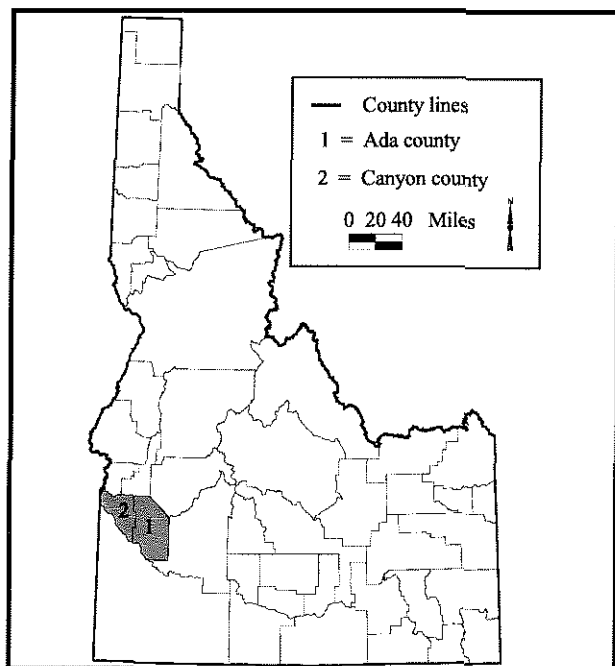 County lines
1 = Ada county
2 = Canyon county
0 20 40 Miles
N
2
1